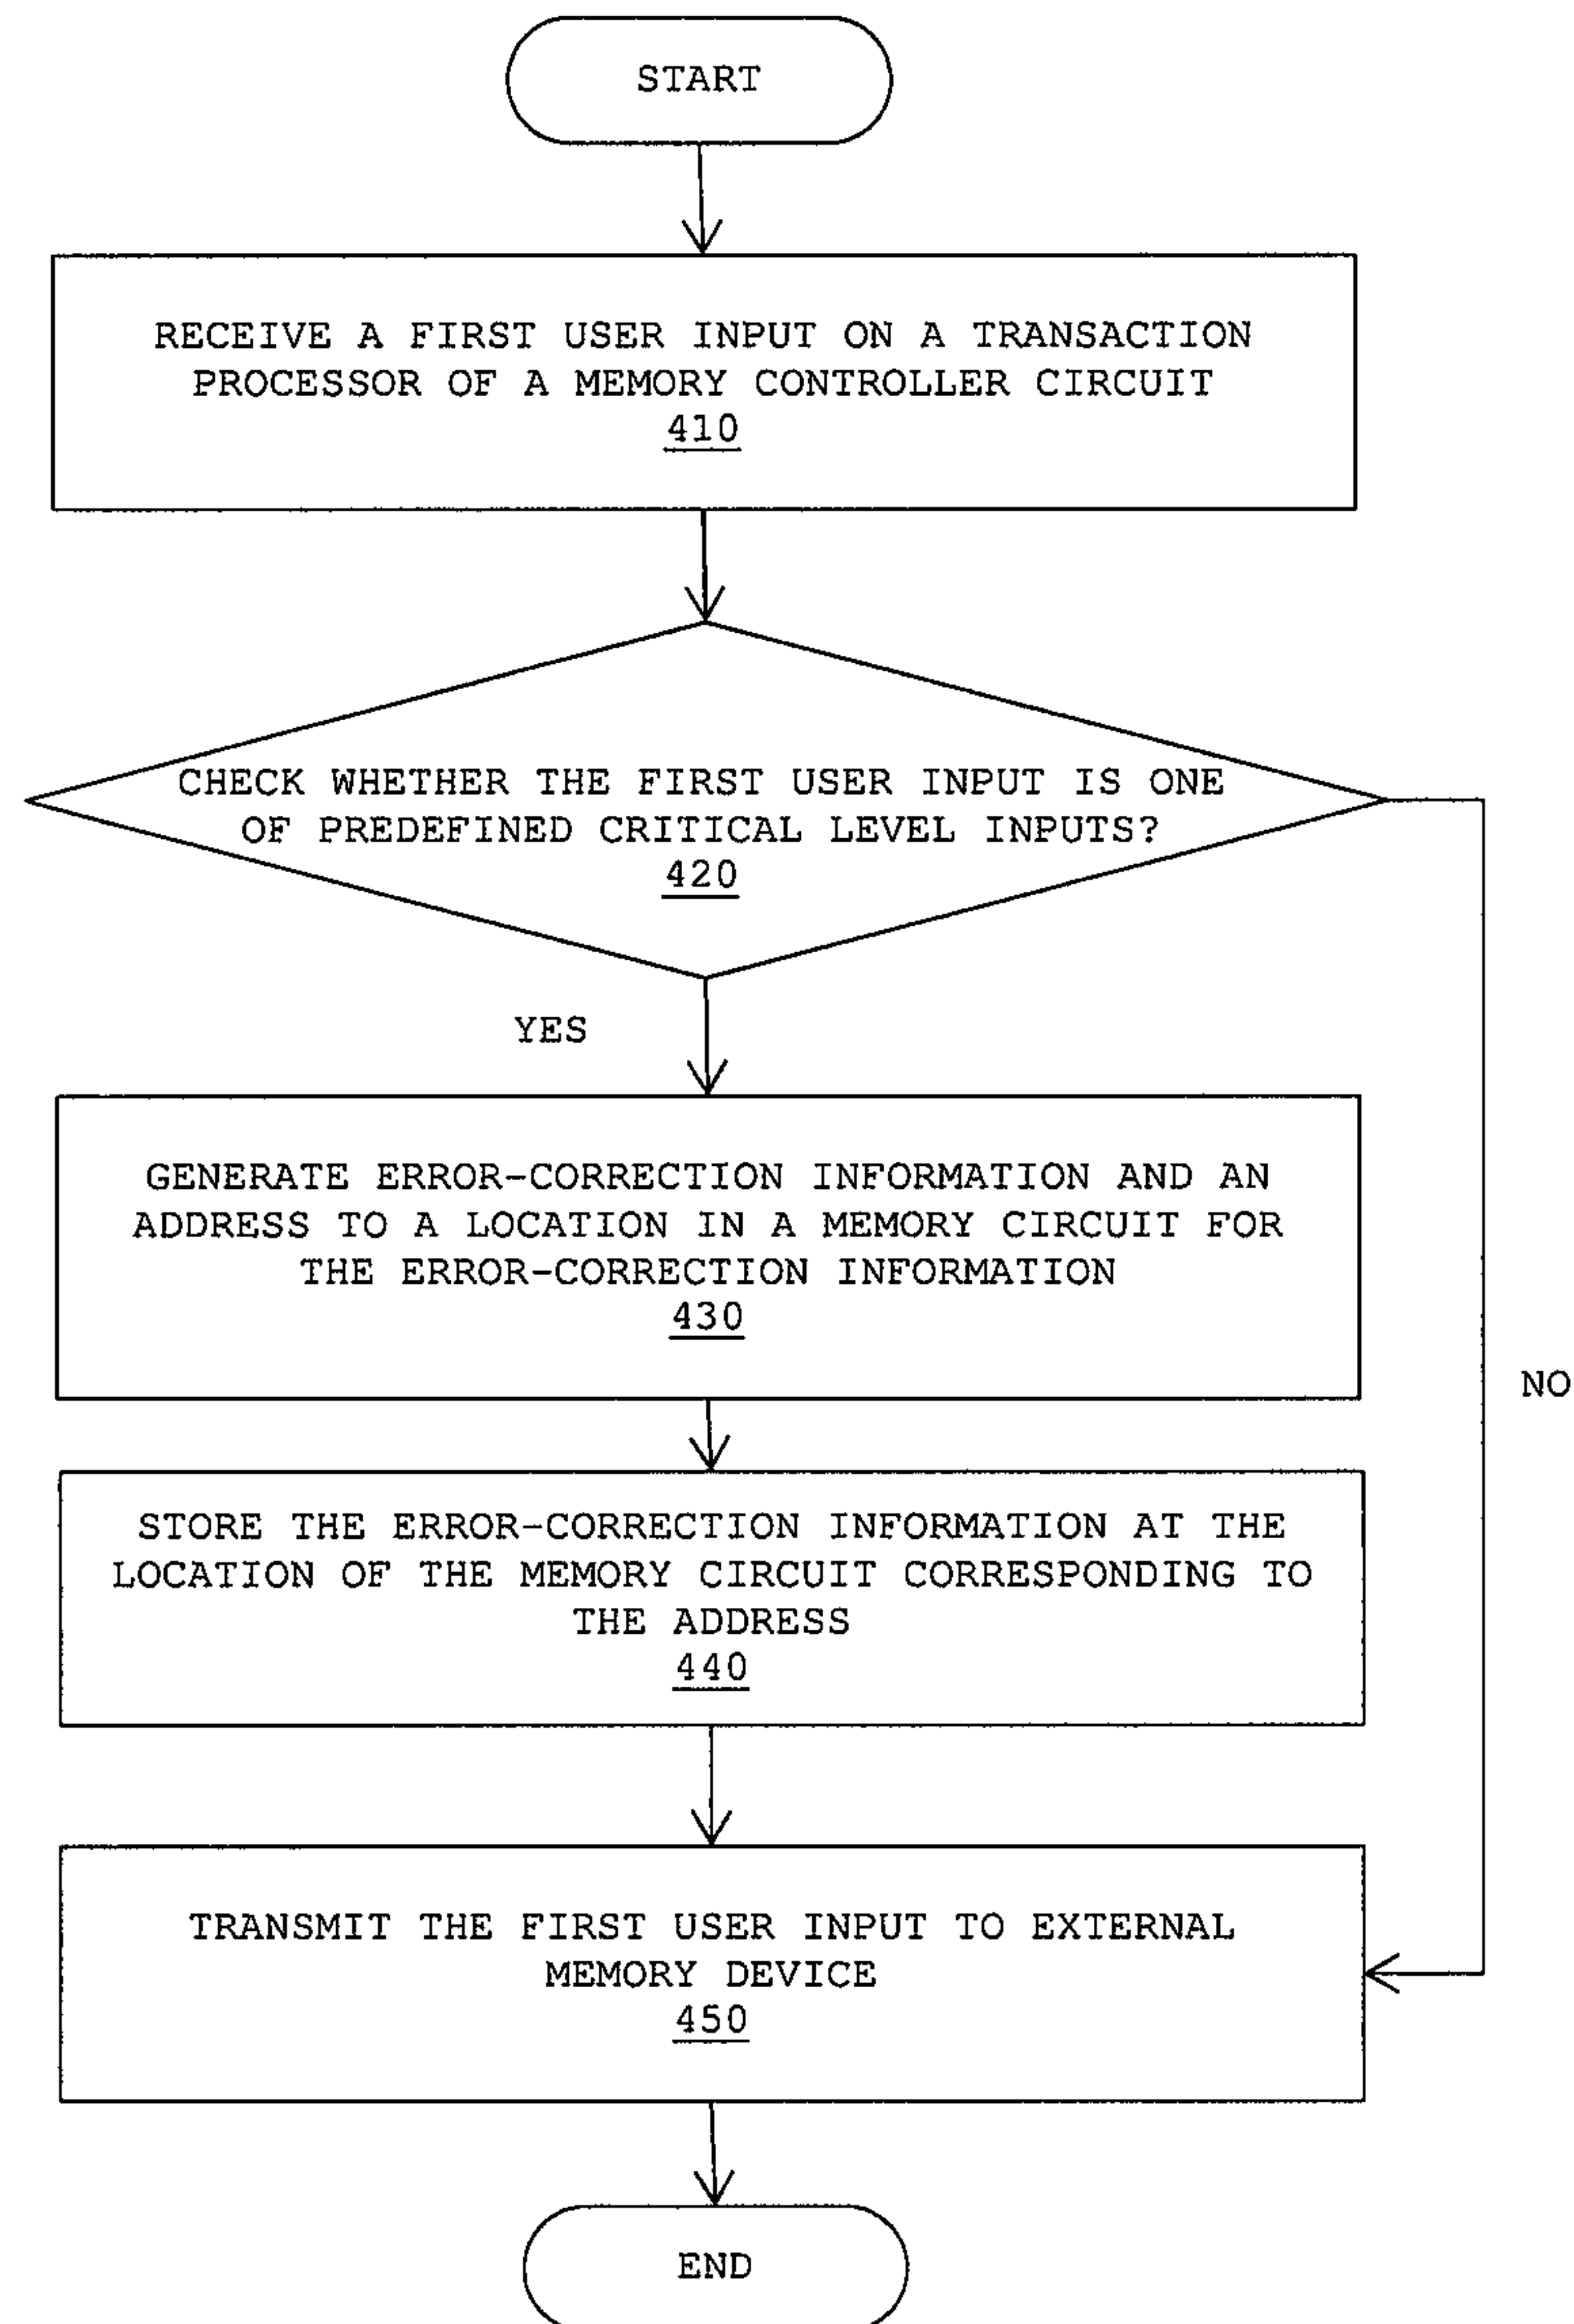 START
RECEIVE A FIRST USER INPUT ON A TRANSACTION
PROCESSOR OF A MEMORY CONTROLLER CIRCUIT
410
CHECK WHETHER THE FIRST USER INPUT IS ONE
OF PREDEFINED CRITICAL LEVEL INPUTS?
420
YES
GENERATE ERROR-CORRECTION INFORMATION AND AN
ADDRESS TO A LOCATION IN A MEMORY CIRCUIT FOR
THE ERROR-CORRECTION INFORMATION
430
NO
STORE THE ERROR-CORRECTION INFORMATION AT THE
LOCATION OF THE MEMORY CIRCUIT CORRESPONDING TO
THE ADDRESS
440
TRANSMIT THE FIRST USER INPUT TO EXTERNAL
MEMORY DEVICE
450
END